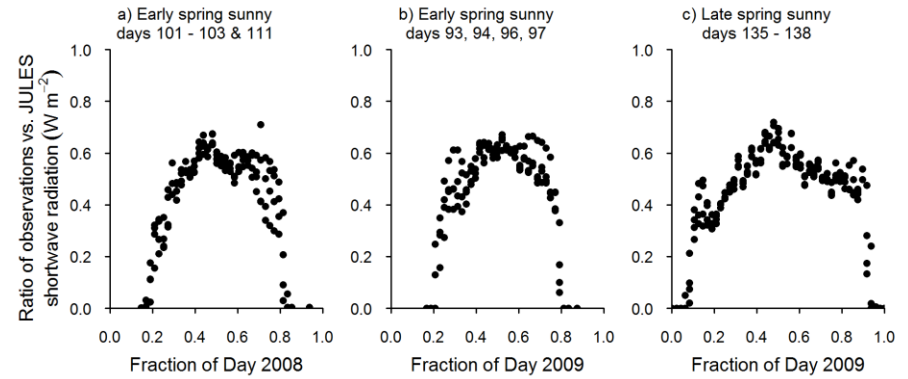 a) Early spring sunny
days 101 - 103 & 111
b) Early spring sunny
days 93, 94, 96, 97
c) Late spring sunny
days 135 - 138
Ratio of observations vs. JULES
shortwave radiation (W m−2)
1.0
0.8
0.6
0.4
0.2
0.0
0.0 0.2 0.4 0.6 0.8 1.0
Fraction of Day 2008
1.0
0.8
0.6
0.4
0.2
0.0
0.0 0.2 0.4 0.6 0.8 1.0
Fraction of Day 2009
1.0
0.8
0.6
0.4
0.2
0.0
0.0 0.2 0.4 0.6 0.8 1.0
Fraction of Day 2009